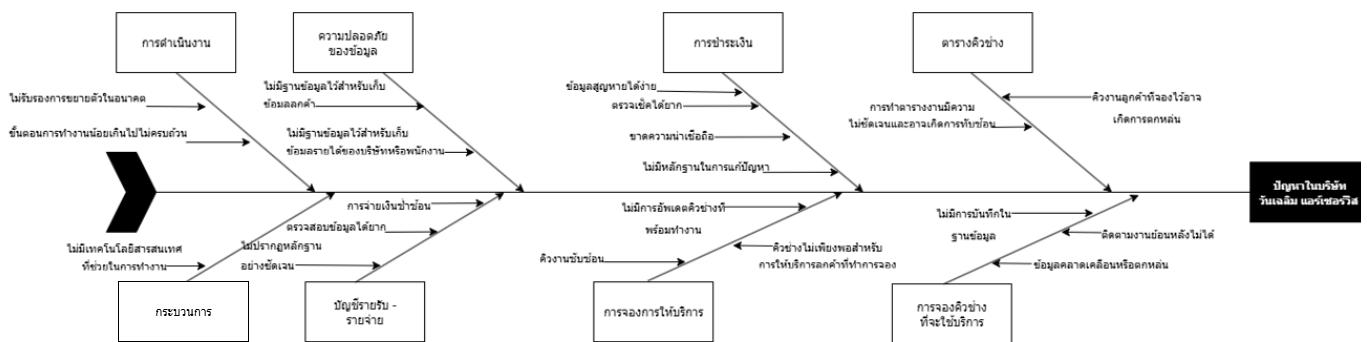 การดำเนินงาน
ความปลอดภัย
ของข้อมูล
การชำระเงิน
ตารางคิวช่าง
ไม่รับรองการขยายตัวในอนาคต
ขั้นตอนการทำงานน้อยเกินไปไม่ครบถ้วน
ไม่มีฐานข้อมูลไว้สำหรับเก็บ
ข้อมูลลูกค้า
ไม่มีฐานข้อมูลไว้สำหรับเก็บ
ข้อมูลรายได้ของบริษัทหรือพนักงาน
ข้อมูลสูญหายได้ง่าย
ตรวจเช็คได้ยาก
ขาดความน่าเชื่อถือ
ไม่มีหลักฐานในการแก้ปัญหา
คิวงานลูกค้าที่จองไว้อาจ
เกิดการตกหล่น
การทำตารางงานมีความ
ไม่ชัดเจนและอาจเกิดการทับซ้อน
ปัญหาในบริษัท
วันเฉลิม แอร์เซอร์วิส
ไม่มีเทคโนโลยีสารสนเทศ
ที่ช่วยในการทำงาน
การจ่ายเงินซ้ำซ้อน
ตรวจสอบข้อมูลได้ยาก
ไม่ปรากฏหลักฐาน
อย่างชัดเจน
ไม่มีการอัพเดตคิวช่างที่
พร้อมทำงาน
คิวงานซับซ้อน
คิวช่างไม่เพียงพอสำหรับ
การให้บริการลูกค้าที่ทำการจอง
ไม่มีการบันทึกใน
ฐานข้อมูล
ติดตามงานย้อนหลังไม่ได้
ข้อมูลคลาดเคลื่อนหรือตกหล่น
กระบวนการ
บัญชีรายรับ -
รายจ่าย
การจองการให้บริการ
การจองคิวช่าง
ที่จะใช้บริการ